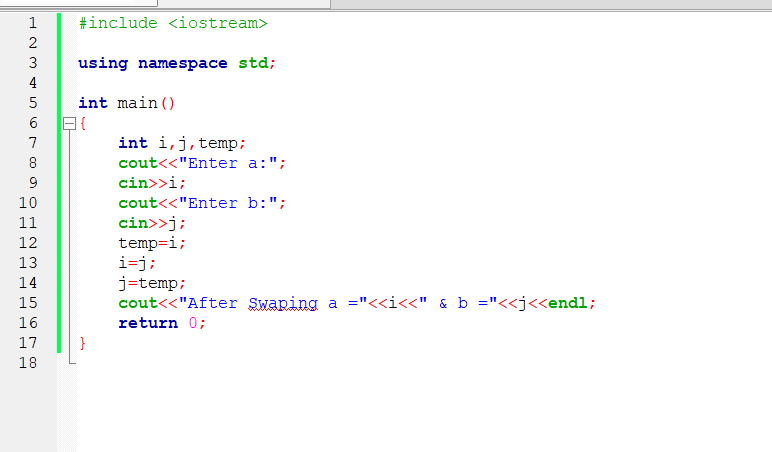 1 #include <iostream>
2
3 using namespace std;
4
5 int main()
6 {
7 int i,j,temp;
8 cout<<"Enter a:";
9 cin>>i;
10 cout<<"Enter b:";
11 cin>>j;
12 temp=i;
13 i=j;
14 j=temp;
15 cout<<"After Swaping a ="<<i<<" & b ="<<j<<endl;
16 return 0;
17 }
18